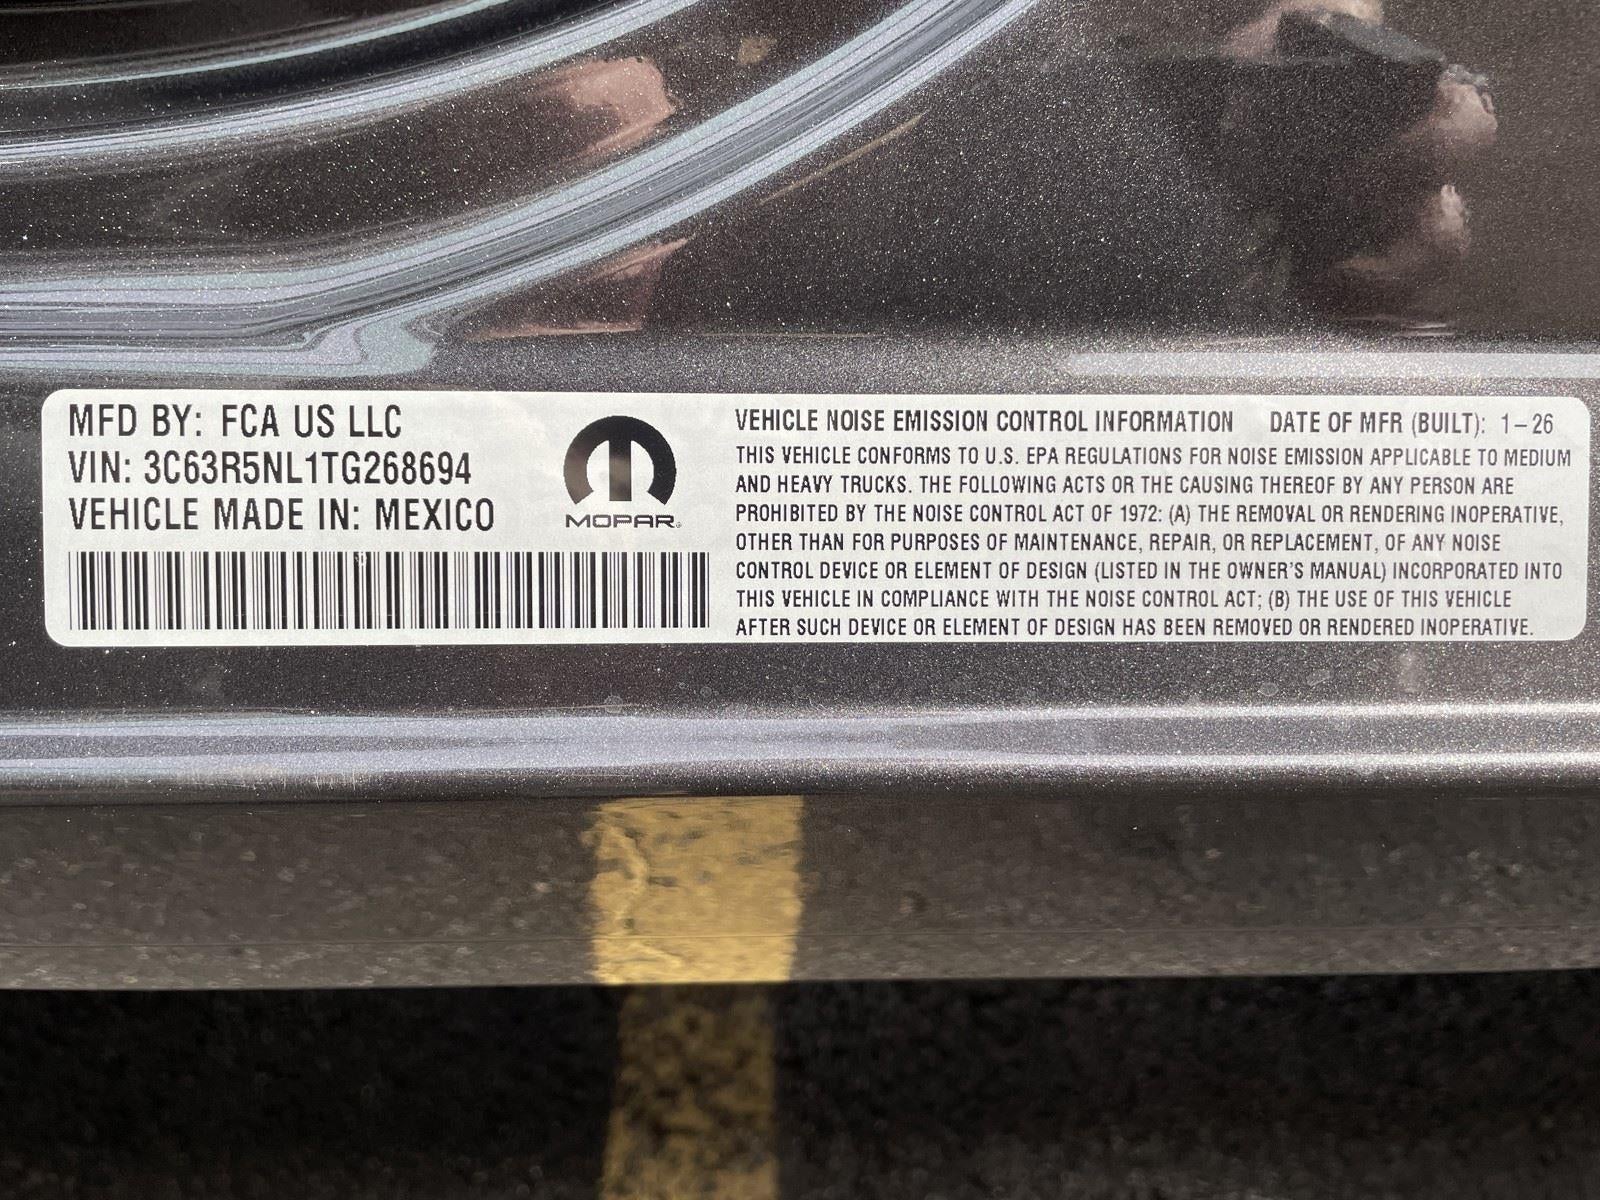 MFD BY: FCA US LLC
VIN: 3C63R5NL1TG268694
VEHICLE MADE IN: MEXICO
MOPAR®
VEHICLE NOISE EMISSION CONTROL INFORMATION DATE OF MFR (BUILT): 1-26
THIS VEHICLE CONFORMS TO U.S. EPA REGULATIONS FOR NOISE EMISSION APPLICABLE TO MEDIUM
AND HEAVY TRUCKS. THE FOLLOWING ACTS OR THE CAUSING THEREOF BY ANY PERSON ARE
PROHIBITED BY THE NOISE CONTROL ACT OF 1972: (A) THE REMOVAL OR RENDERING INOPERATIVE,
OTHER THAN FOR PURPOSES OF MAINTENANCE, REPAIR, OR REPLACEMENT, OF ANY NOISE
CONTROL DEVICE OR ELEMENT OF DESIGN (LISTED IN THE OWNER'S MANUAL) INCORPORATED INTO
THIS VEHICLE IN COMPLIANCE WITH THE NOISE CONTROL ACT; (B) THE USE OF THIS VEHICLE
AFTER SUCH DEVICE OR ELEMENT OF DESIGN HAS BEEN REMOVED OR RENDERED INOPERATIVE.